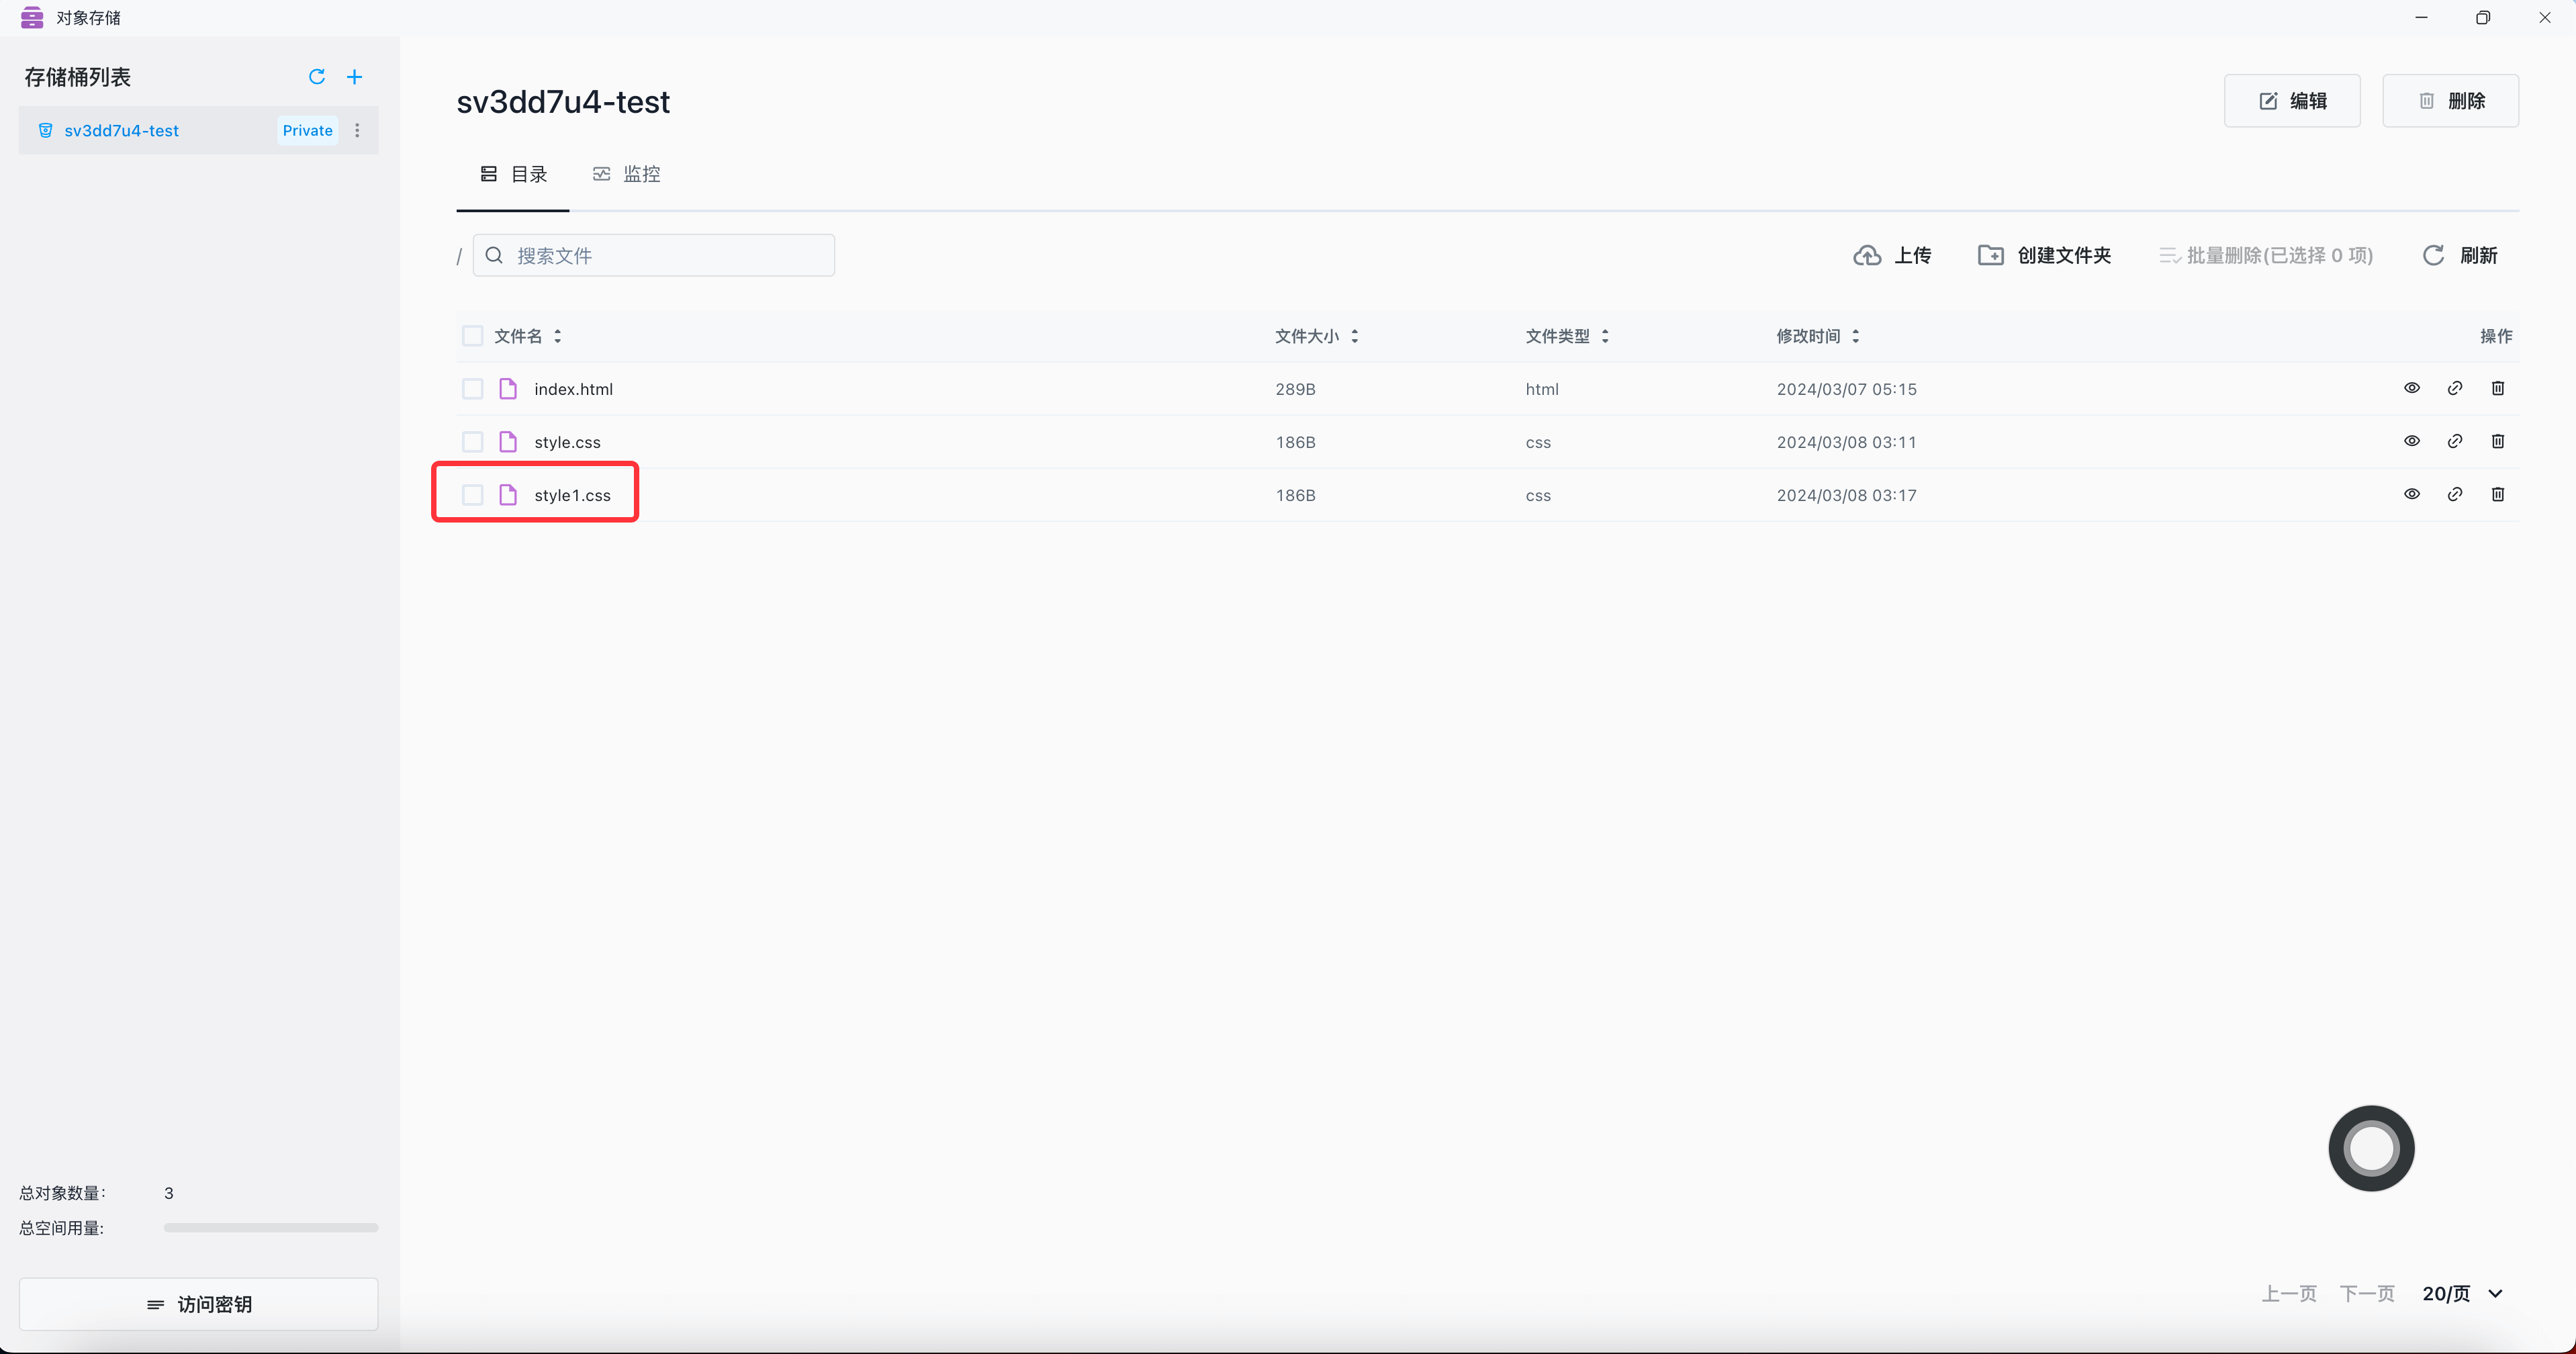 对象存储
存储桶列表
sv3dd7u4-test Private
sv3dd7u4-test
编辑 删除
目录 监控
/ 搜索文件 上传 创建文件夹 批量删除(已选择 0 项) 刷新
文件名 文件大小 文件类型 修改时间 操作
index.html 289B html 2024/03/07 05:15
style.css 186B css 2024/03/08 03:11
style1.css 186B css 2024/03/08 03:17
总对象数量: 3
总空间用量:
访问密钥
上一页 下一页 20/页